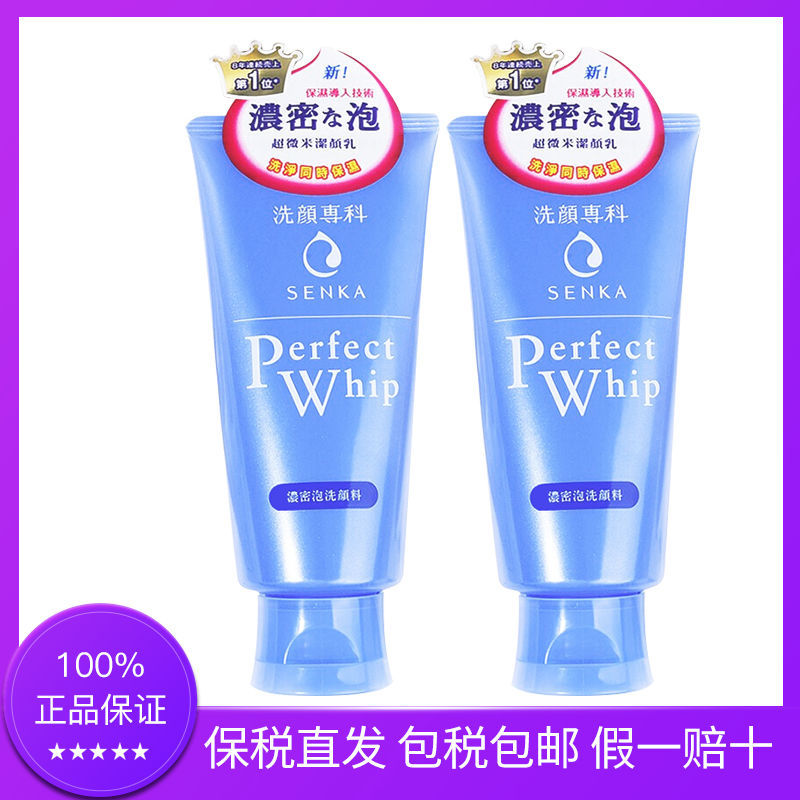 8年連続売上
第1位*
新!
保濕導入技術
濃密な泡
超微米潔顏乳
洗淨同時保濕
洗顔専科
SENKA
Perfect
Whip
濃密泡洗顔料
8年連続売上
第1位*
新!
保濕導入技術
濃密な泡
超微米潔顏乳
洗淨同時保濕
洗顔専科
SENKA
Perfect
Whip
濃密泡洗顔料
100%
正品保证
★★★★★
保税直发 包税包邮 假一赔十